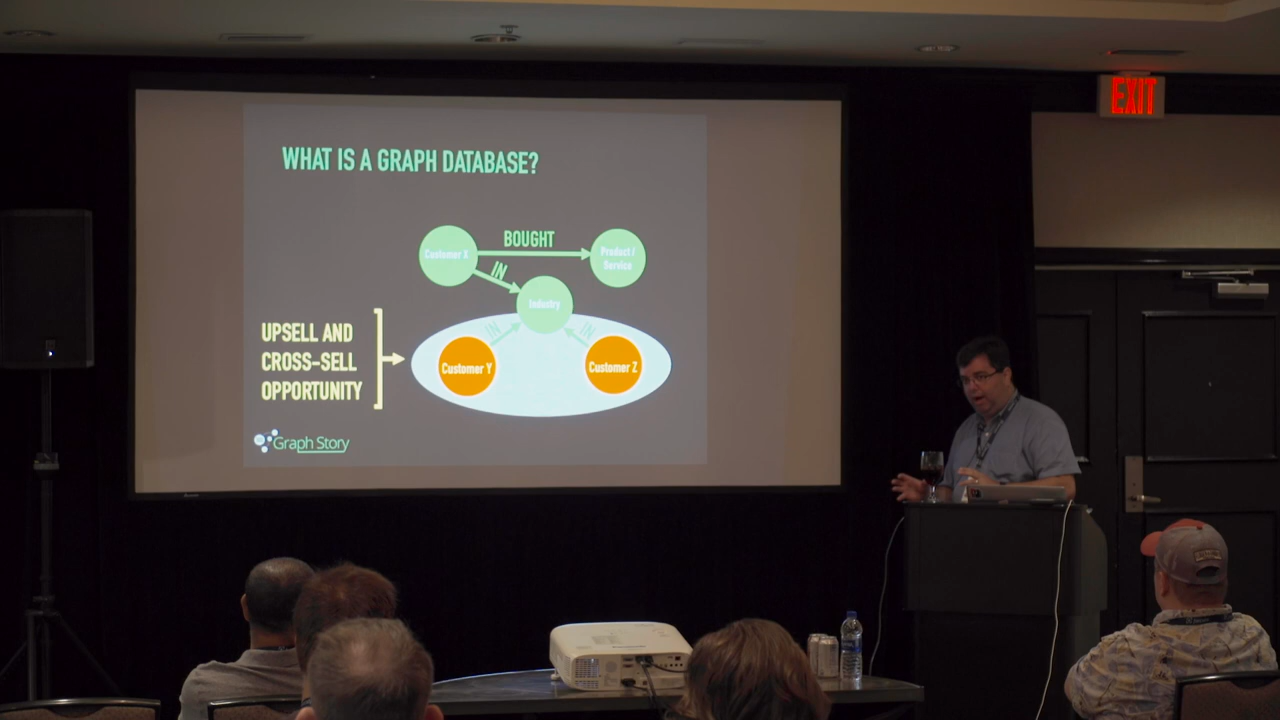 EXIT
WHAT IS A GRAPH DATABASE?
BOUGHT
Customer X
Product /
Service
IN
Industry
IN
IN
UPSELL AND
CROSS-SELL
OPPORTUNITY
Customer Y
Customer Z
Graph Story